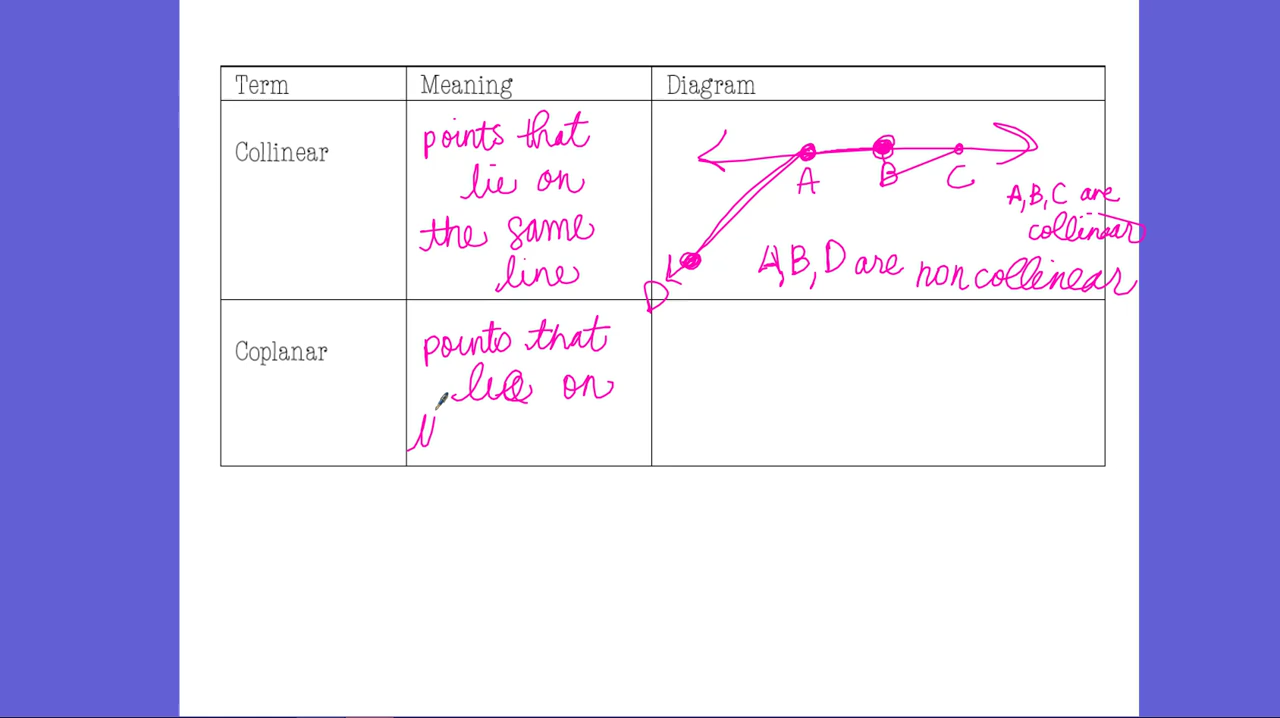 Term Meaning Diagram
Collinear
points that
lie on
the same
line
A B C
D
A, B, C are
collinear
A, B, D are noncollinear
Coplanar
points that
lie on